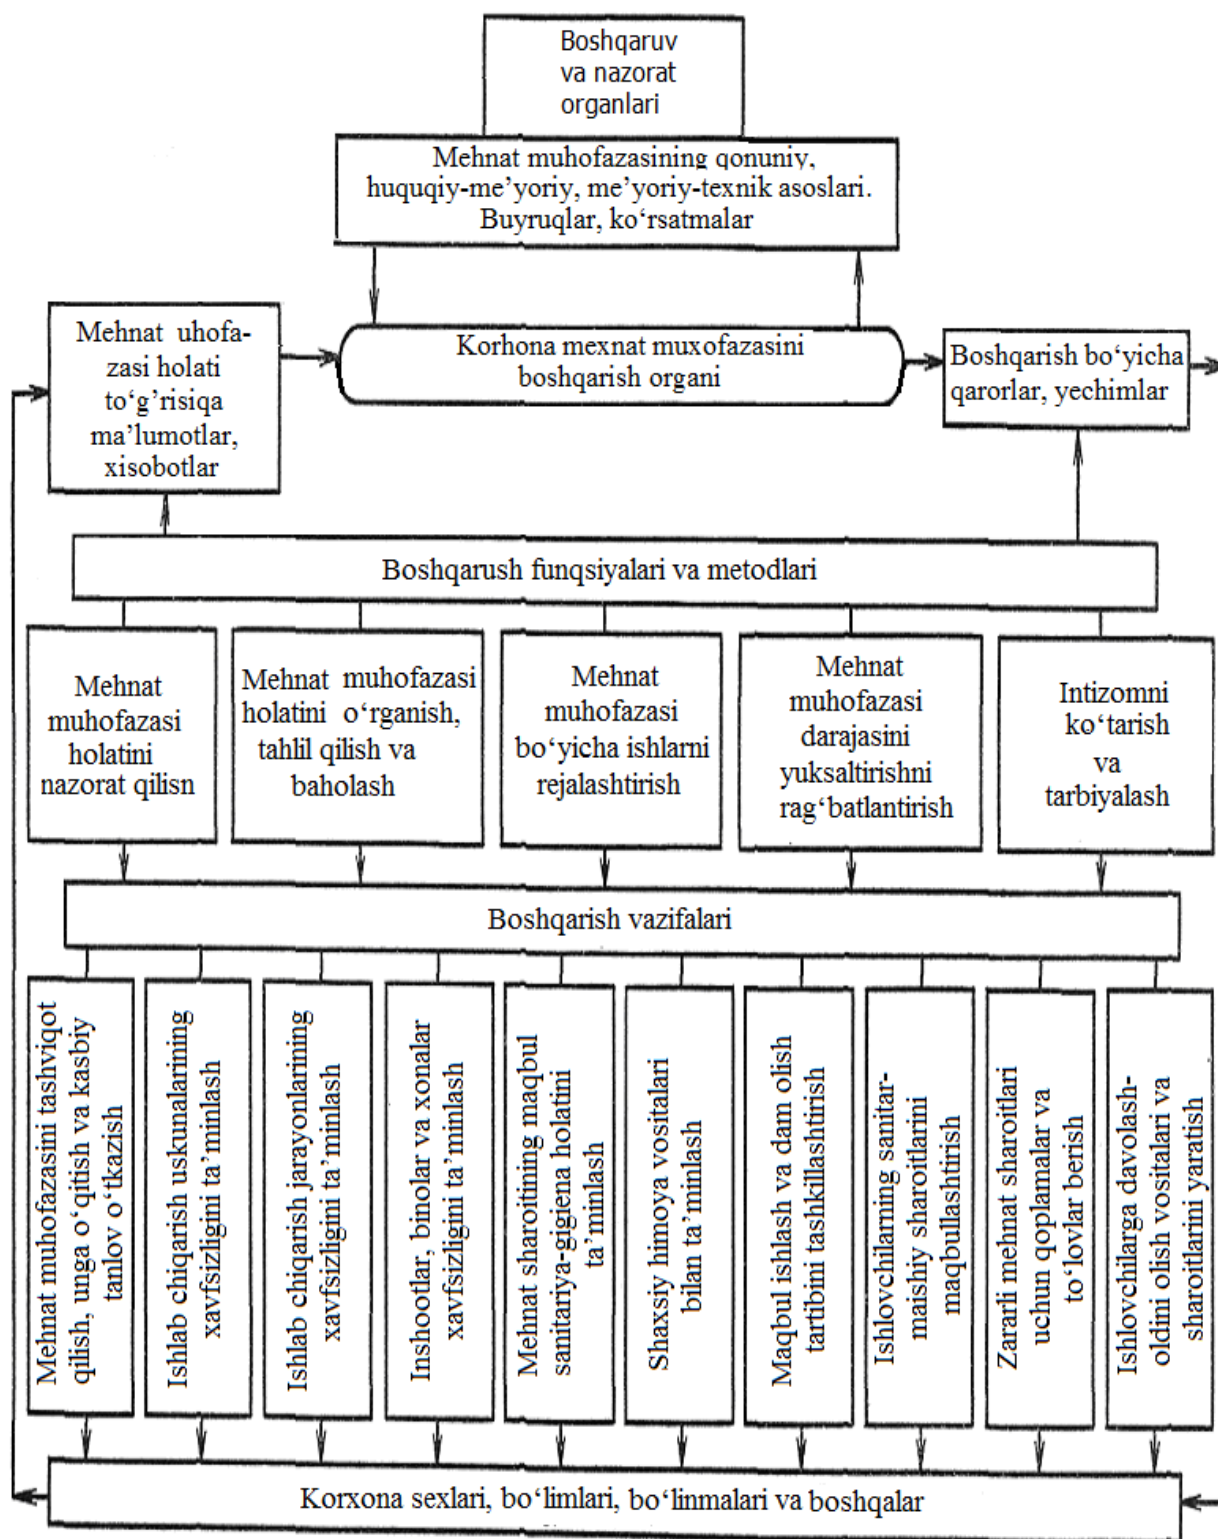 Boshqaruv
va nazorat
organlari
Mehnat muhofazasining qonuniy,
huquqiy-me’yoriy, me’yoriy-texnik asoslari.
Buyruqlar, ko‘rsatmalar
Mehnat uhofa-
zasi holati
to‘g’risiqa
ma’lumotlar,
xisobotlar
Korhona mexnat muxofazasini
boshqarish organi
Boshqarish bo‘yicha
qarorlar, yechimlar
Boshqarush funqsiyalari va metodlari
Mehnat
muhofazasi
holatini
nazorat qilisn
Mehnat muhofazasi
holatini o‘rganish,
tahlil qilish va
baholash
Mehnat
muhofazasi
bo‘yicha ishlarni
rejalashtirish
Mehnat
muhofazasi
darajasini
yuksaltirishni
rag‘batlantirish
Intizomni
ko‘tarish
va
tarbiyalash
Boshqarish vazifalari
Mehnat muhofazasini tashviqot
qilish, unga o‘qitish va kasbiy
tanlov o‘tkazish
Ishlab chiqarish uskunalarining
xavfsizligini ta’minlash
Ishlab chiqarish jarayonlarining
xavfsizligini ta’minlash
Inshootlar, binolar va xonalar
xavfsizligini ta’minlash
Mehnat sharoitining maqbul
sanitariya-gigiena holatini
ta’minlash
Shaxsiy himoya vositalari
bilan ta’minlash
Maqbul ishlash va dam olish
tartibini tashkillashtirish
Ishlovchilarning sanitar-
maishiy sharoitlarini
maqbullashtirish
Zararli mehnat sharoitlari
uchun qoplamalar va
to‘lovlar berish
Ishlovchilarga davolash-
oldini olish vositalari va
sharoitlarini yaratish
Korxona sexlari, bo‘limlari, bo‘linmalari va boshqalar